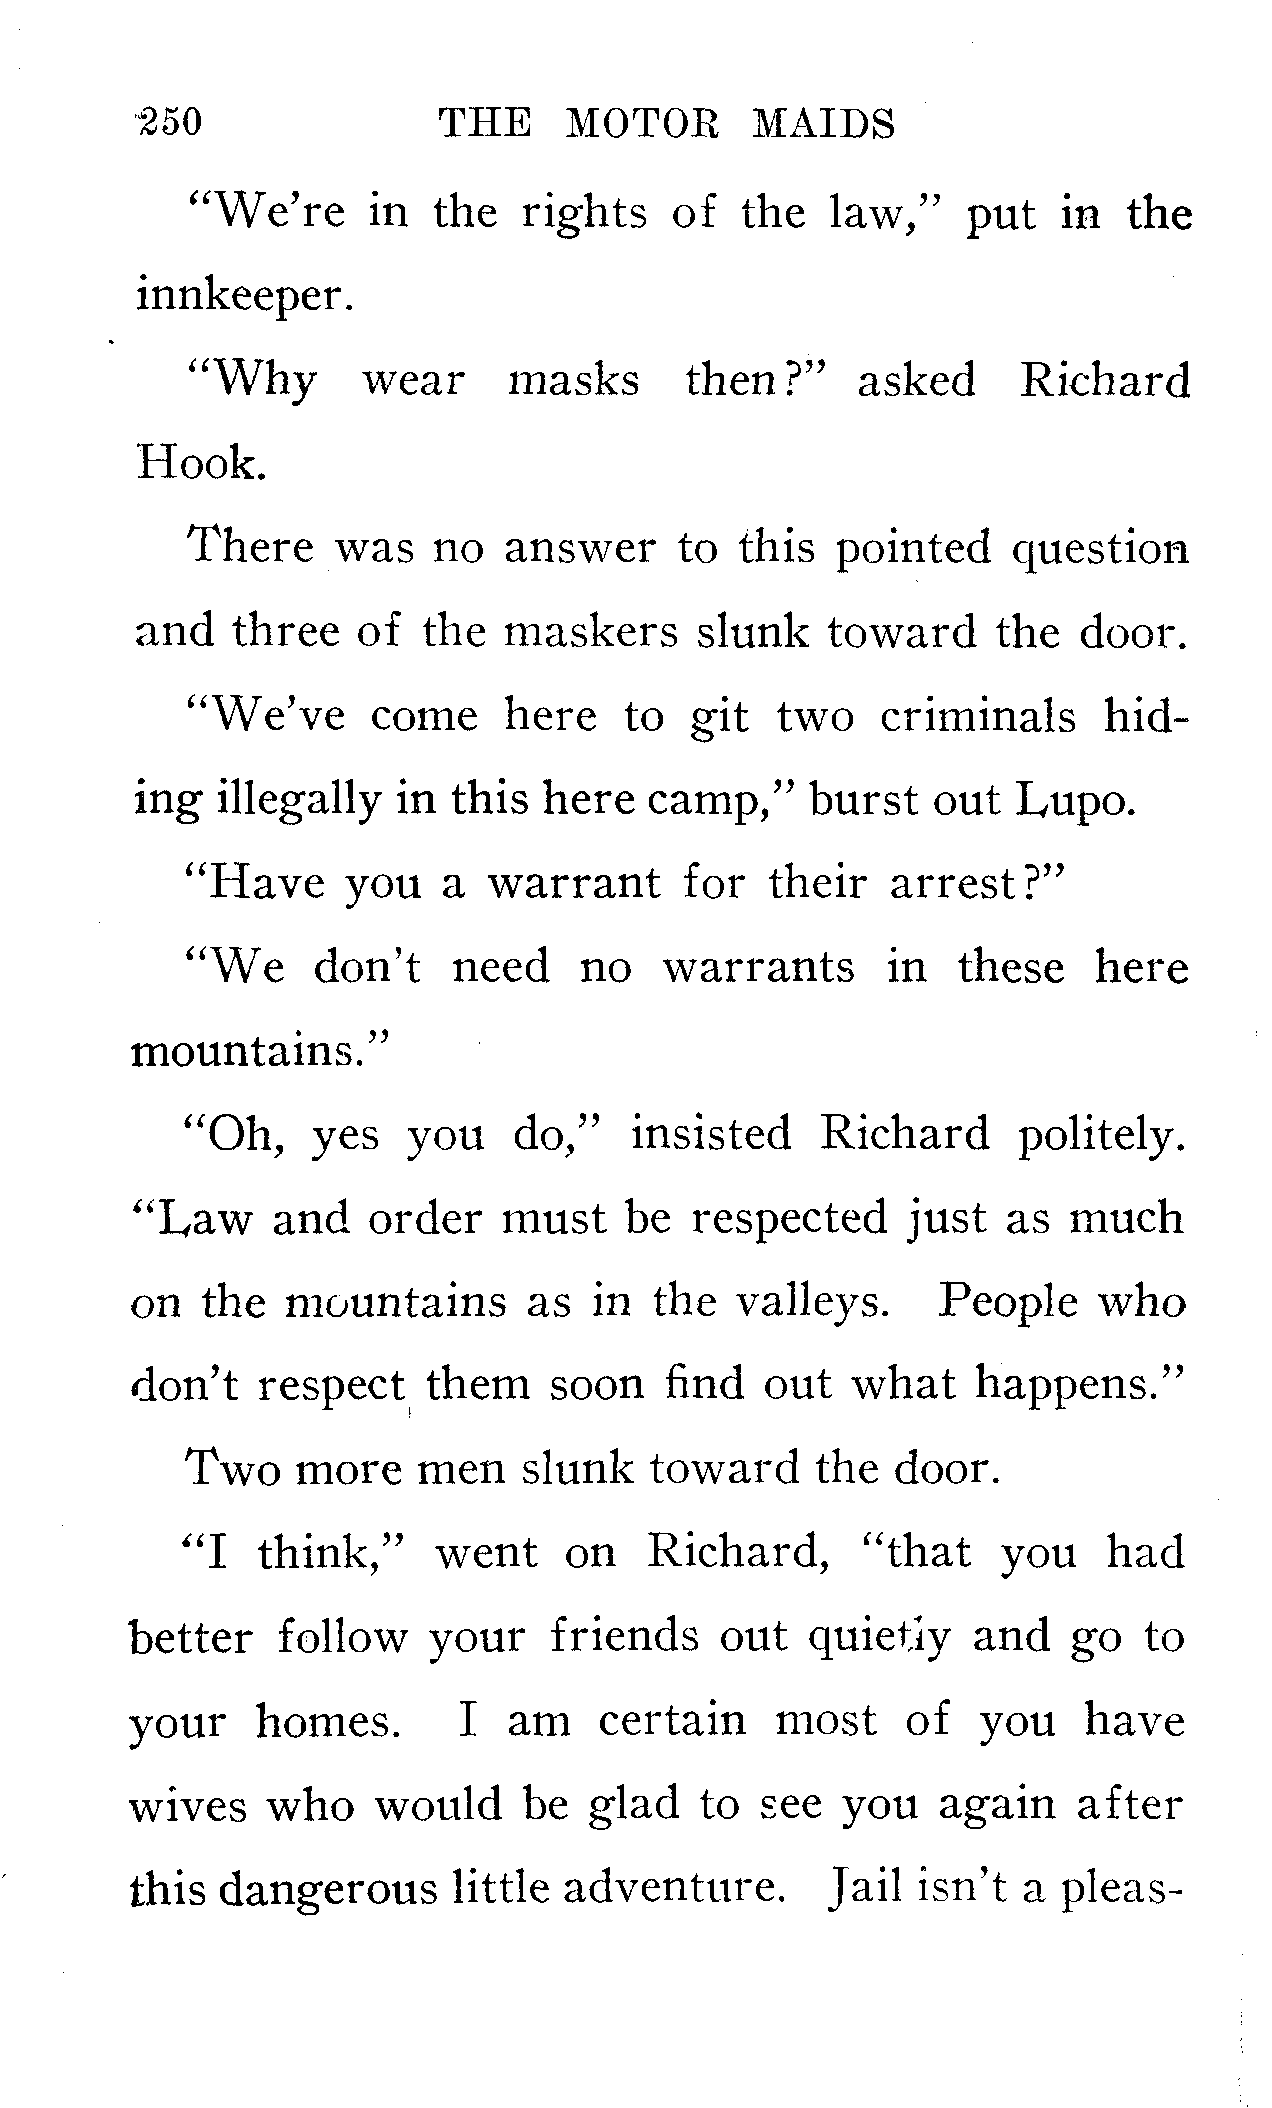 250 THE MOTOR MAIDS
“We’re in the rights of the law,” put in the
innkeeper.
“Why wear masks then?” asked Richard
Hook.
There was no answer to this pointed question
and three of the maskers slunk toward the door.
“We’ve come here to git two criminals hid-
ing illegally in this here camp,” burst out Lupo.
“Have you a warrant for their arrest?”
“We don’t need no warrants in these here
mountains.”
“Oh, yes you do,” insisted Richard politely.
“Law and order must be respected just as much
on the mountains as in the valleys. People who
don’t respect them soon find out what happens.”
Two more men slunk toward the door.
“I think,” went on Richard, “that you had
better follow your friends out quietly and go to
your homes. I am certain most of you have
wives who would be glad to see you again after
this dangerous little adventure. Jail isn’t a pleas-